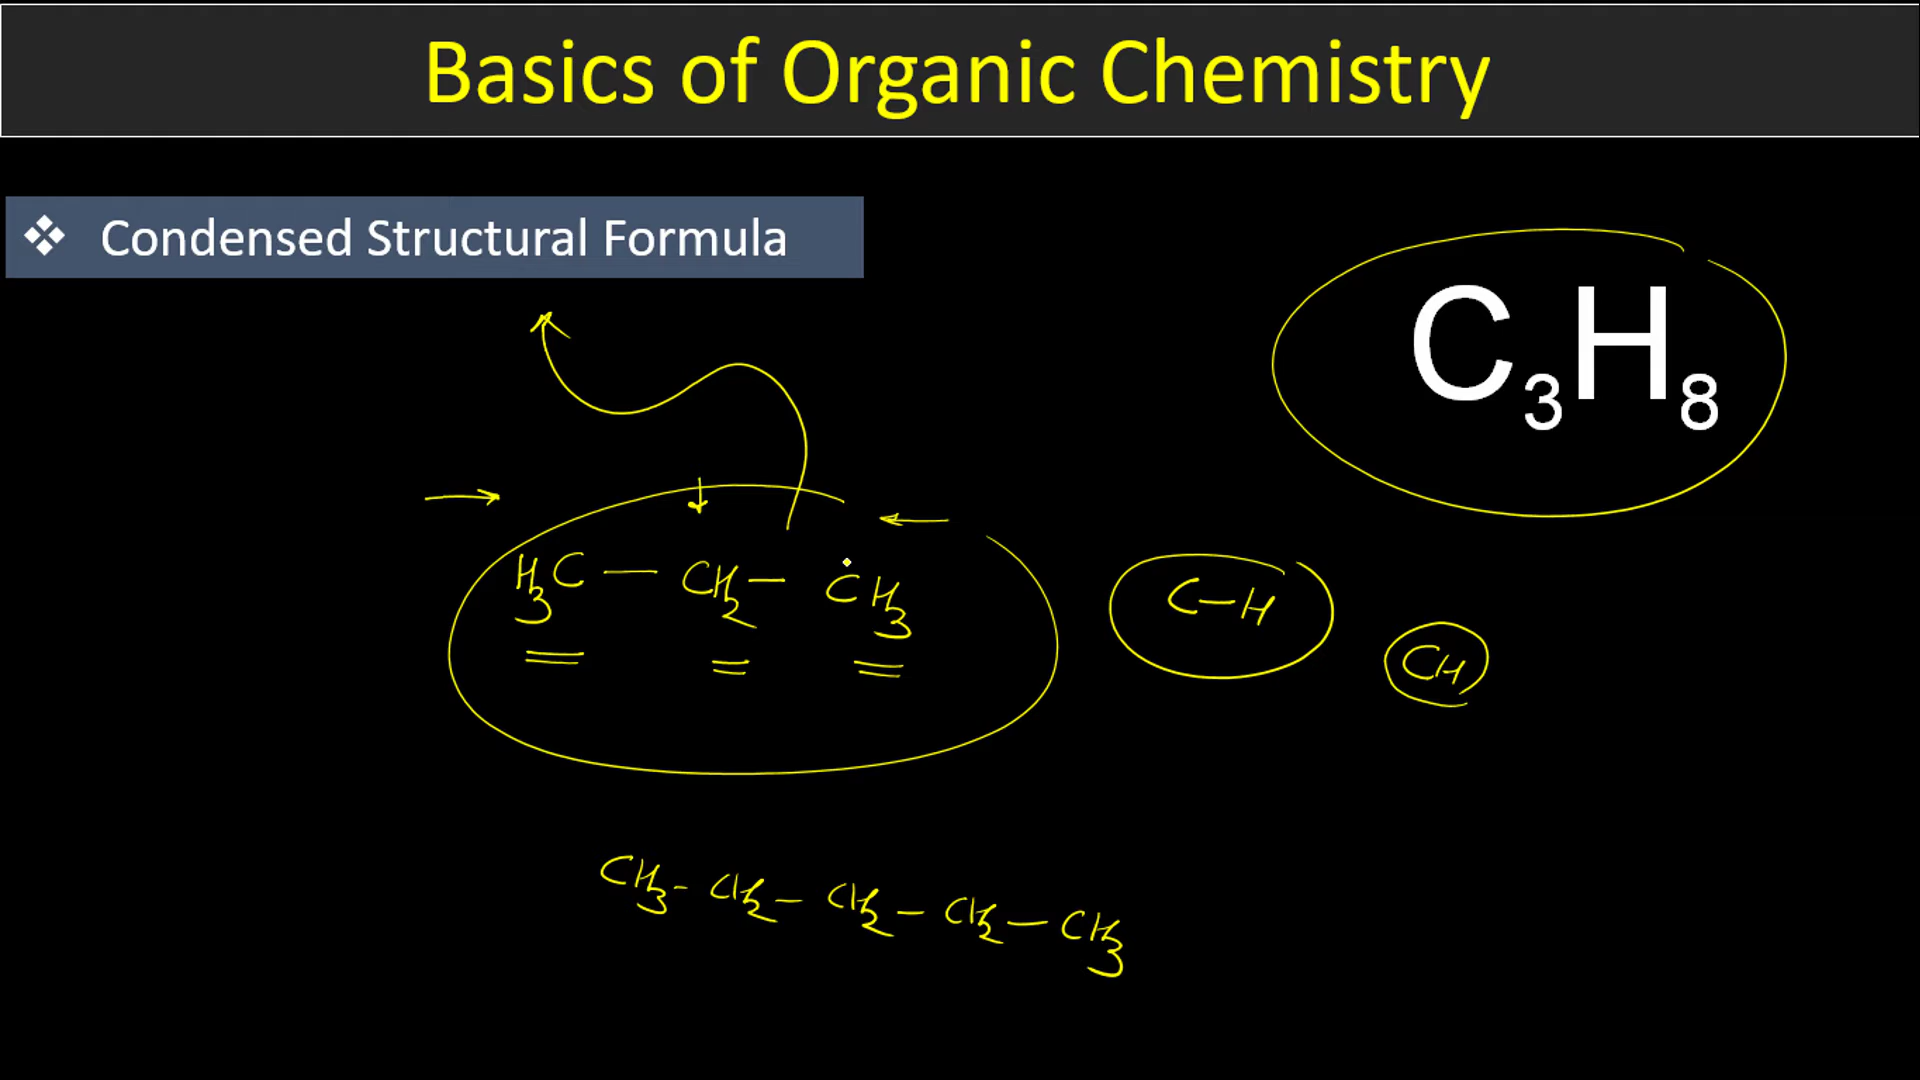 Basics of Organic Chemistry
❖ Condensed Structural Formula
C₃H₈
H₃C — CH₂ — CH₃
C–H
CH
CH₃ - CH₂ - CH₂ - CH₂ - CH₃